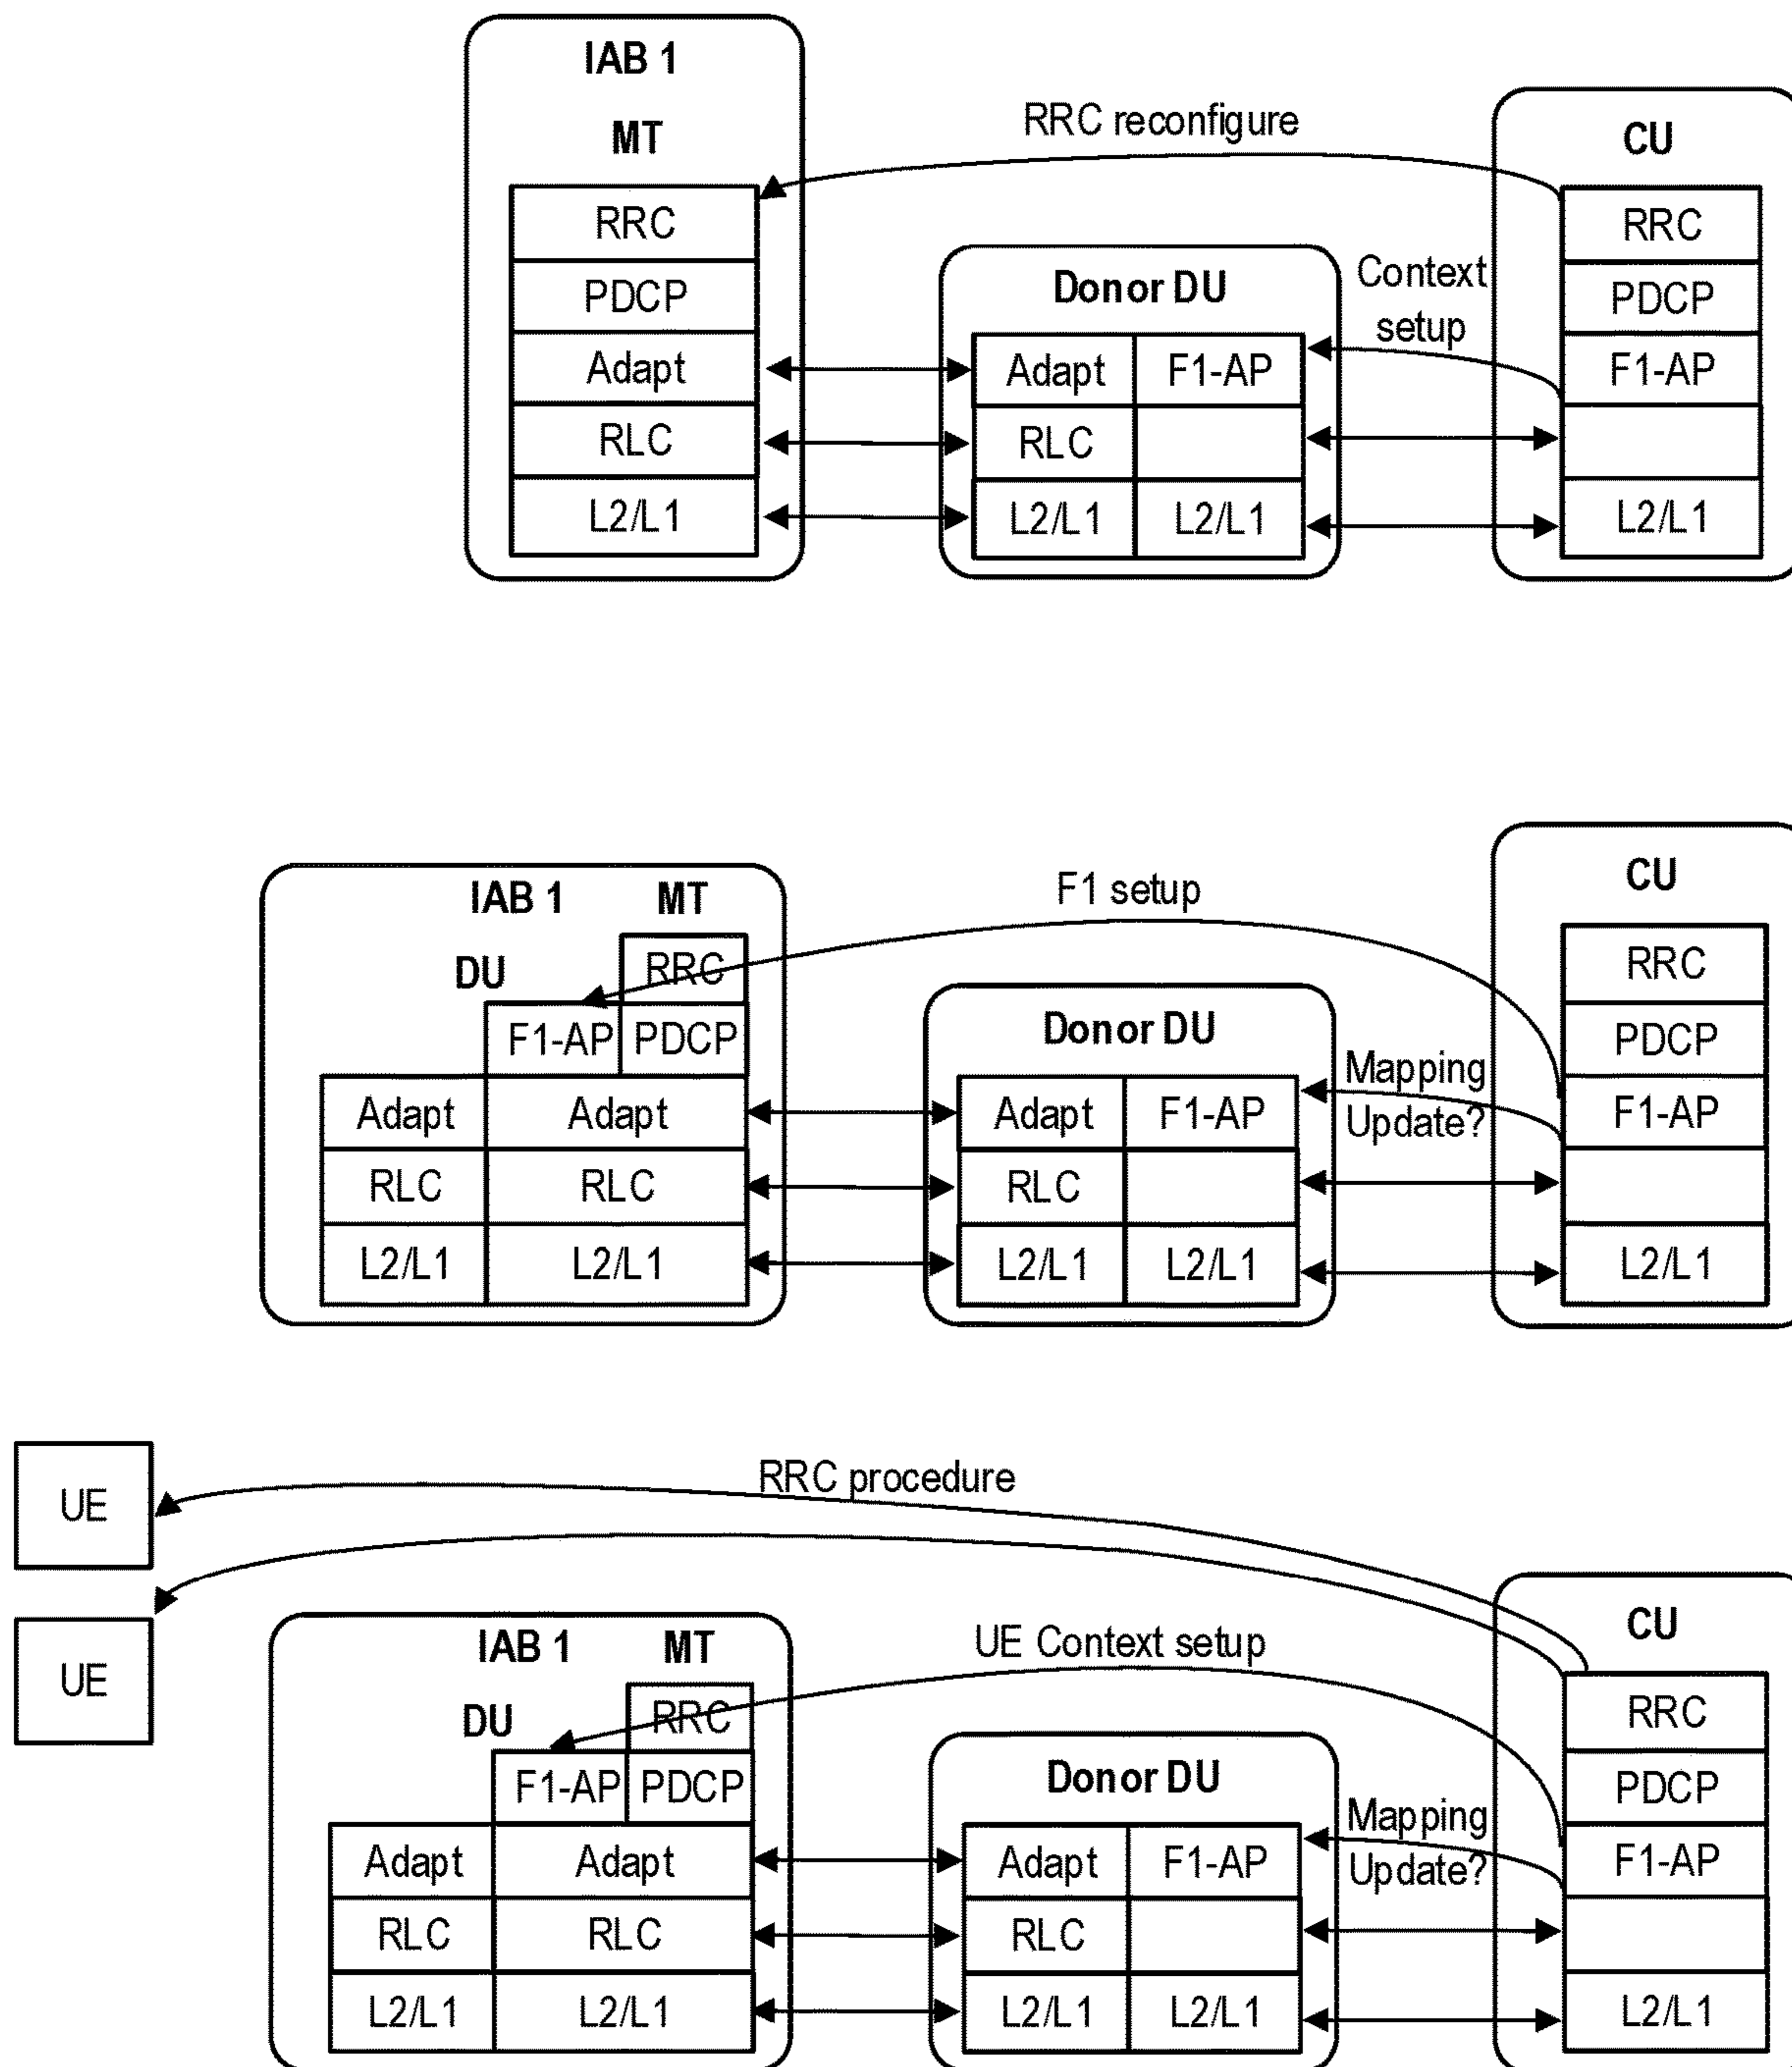 IAB 1
MT
RRC
PDCP
Adapt
RLC
L2/L1
RRC reconfigure
Donor DU
Adapt F1-AP
RLC
L2/L1 L2/L1
Context
setup
CU
RRC
PDCP
F1-AP
L2/L1
IAB 1 MT
DU RRC
F1-AP PDCP
Adapt Adapt
RLC RLC
L2/L1 L2/L1
F1 setup
Donor DU
Adapt F1-AP
RLC
L2/L1 L2/L1
Mapping
Update?
CU
RRC
PDCP
F1-AP
L2/L1
UE
UE
RRC procedure
IAB 1 MT
DU RRC
F1-AP PDCP
Adapt Adapt
RLC RLC
L2/L1 L2/L1
UE Context setup
Donor DU
Adapt F1-AP
RLC
L2/L1 L2/L1
Mapping
Update?
CU
RRC
PDCP
F1-AP
L2/L1